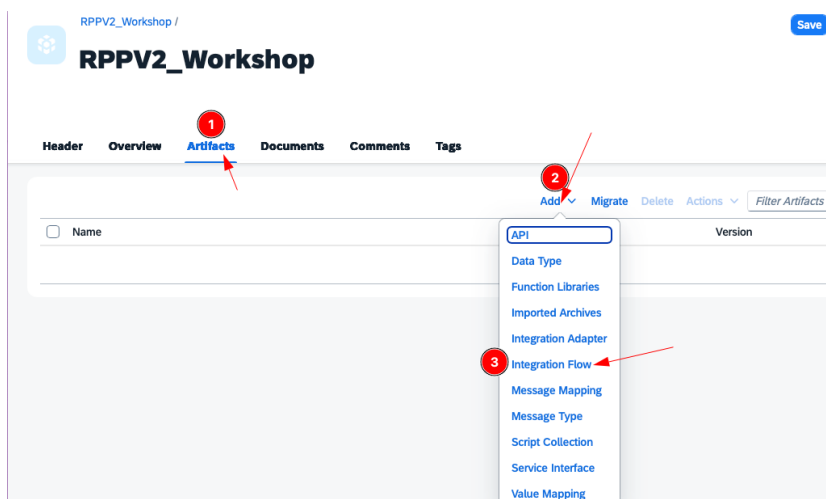 RPPV2_Workshop /
Save
RPPV2_Workshop
1
Header Overview Artifacts Documents Comments Tags
2
Add Migrate Delete Actions Filter Artifacts
Name Version
API
Data Type
Function Libraries
Imported Archives
Integration Adapter
3 Integration Flow
Message Mapping
Message Type
Script Collection
Service Interface
Value Mapping